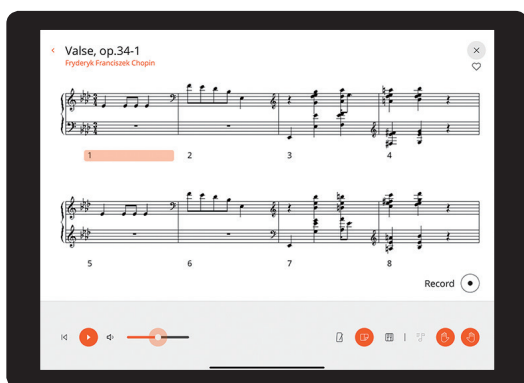 Valse, op.34-1
Fryderyk Franciszek Chopin
1 2 3 4
5 6 7 8
Record